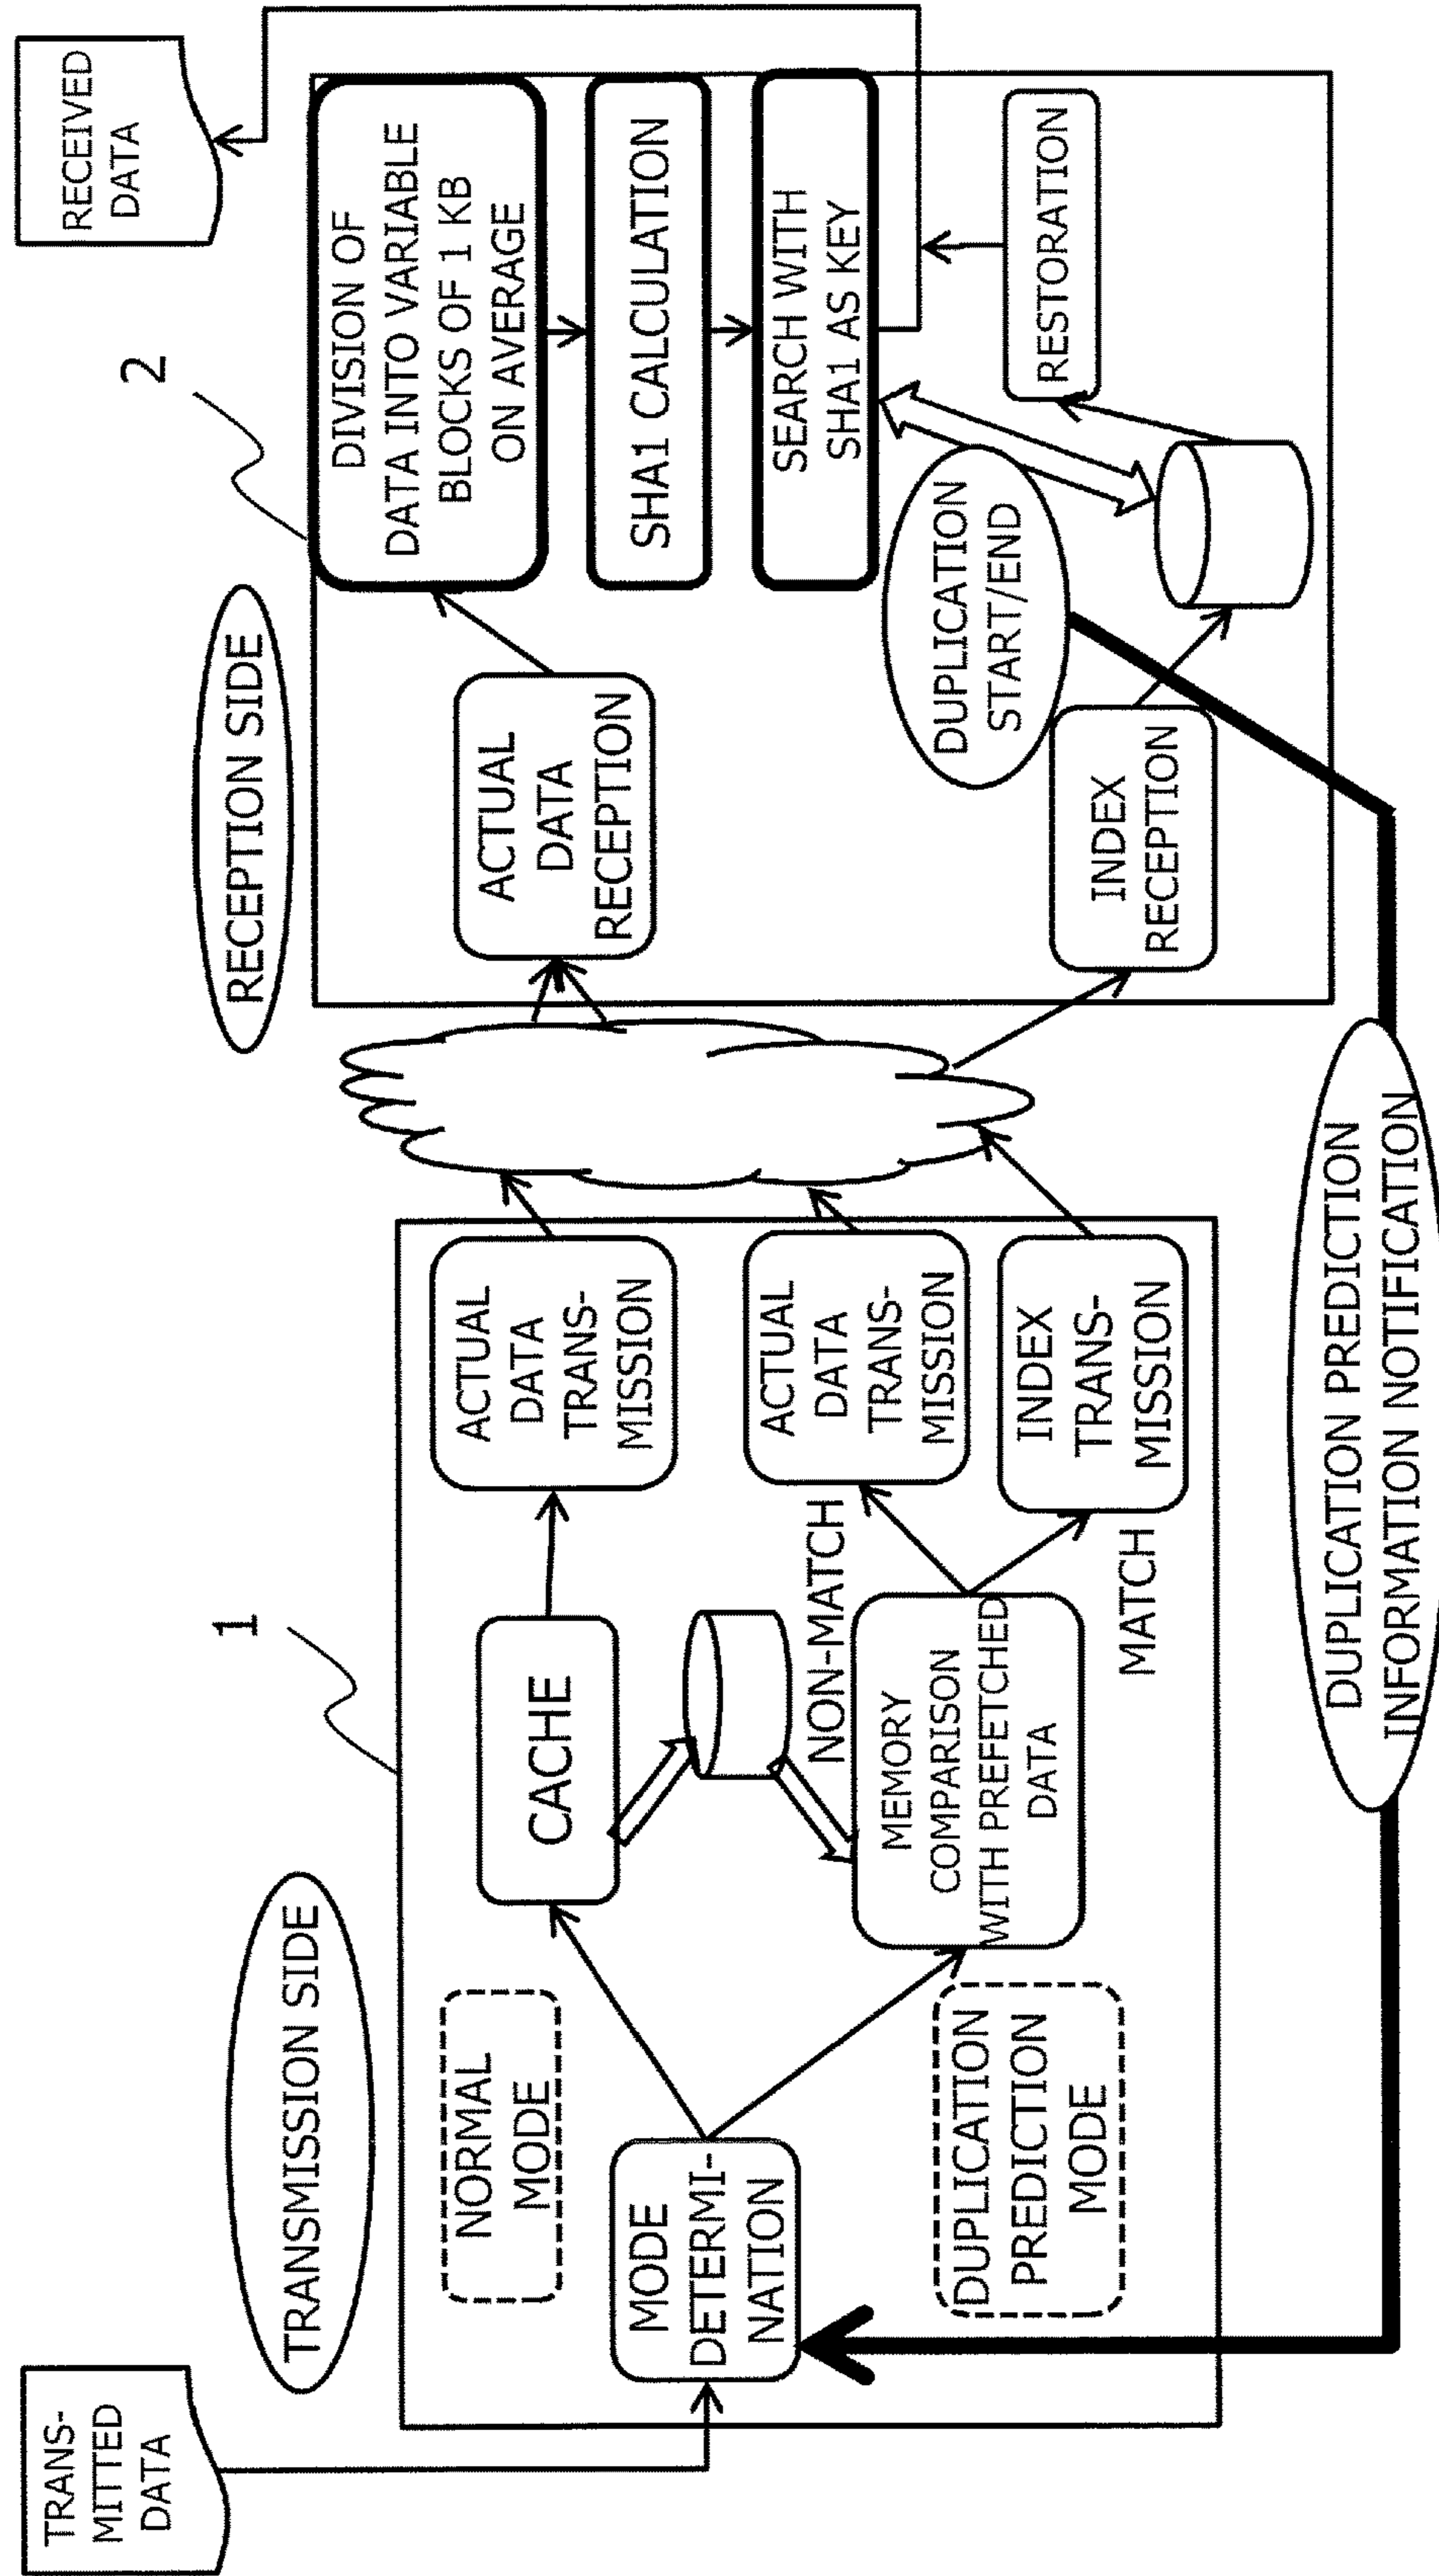 TRANS-
MITTED
DATA
TRANSMISSION SIDE
1
NORMAL
MODE
MODE
DETERMI-
NATION
DUPLICATION
PREDICTION
MODE
CACHE
NON-MATCH
MEMORY
COMPARISON
WITH PREFETCHED
DATA
MATCH
ACTUAL
DATA
TRANS-
MISSION
ACTUAL
DATA
TRANS-
MISSION
INDEX
TRANS-
MISSION
DUPLICATION PREDICTION
INFORMATION NOTIFICATION
RECEPTION SIDE
2
ACTUAL
DATA
RECEPTION
INDEX
RECEPTION
DUPLICATION
START/END
DIVISION OF
DATA INTO VARIABLE
BLOCKS OF 1 KB
ON AVERAGE
SHA1 CALCULATION
SEARCH WITH
SHA1 AS KEY
RESTORATION
RECEIVED
DATA